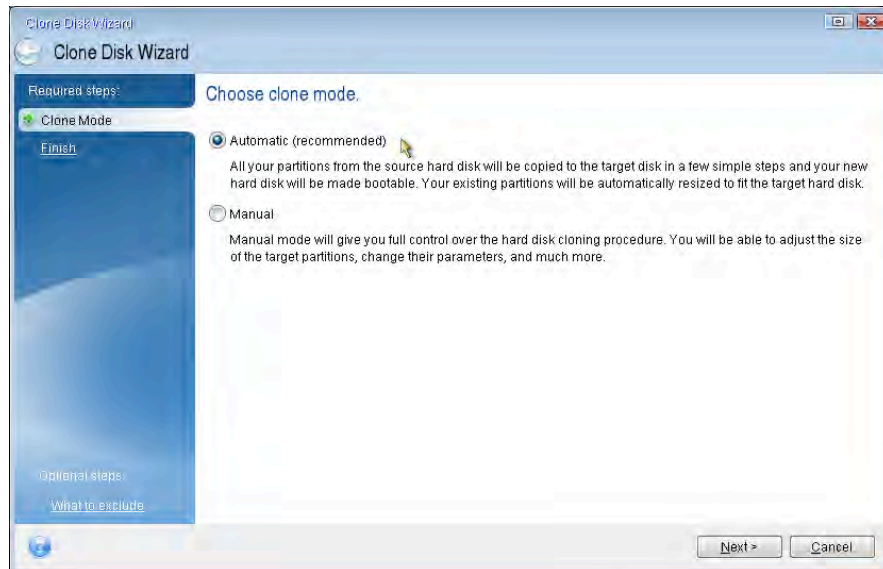 Clone Disk Wizard
Clone Disk Wizard
Required steps:
Clone Mode
Finish
Choose clone mode.
Automatic (recommended)
All your partitions from the source hard disk will be copied to the target disk in a few simple steps and your new
hard disk will be made bootable. Your existing partitions will be automatically resized to fit the target hard disk.
Manual
Manual mode will give you full control over the hard disk cloning procedure. You will be able to adjust the size
of the target partitions, change their parameters, and much more.
Optional steps:
What to exclude
Next >
Cancel